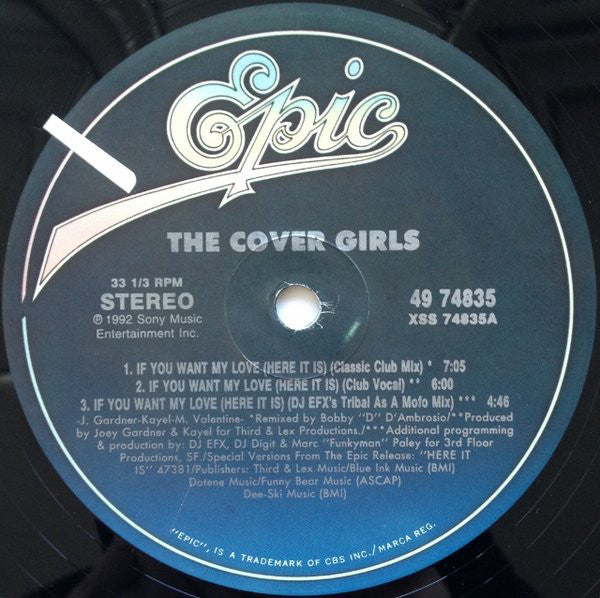 Epic
THE COVER GIRLS
33 1/3 RPM
STEREO
℗ 1992 Sony Music
Entertainment Inc.
49 74835
XSS 74835A
1. IF YOU WANT MY LOVE (HERE IT IS) (Classic Club Mix) * 7:05
2. IF YOU WANT MY LOVE (HERE IT IS) (Club Vocal) ** 6:00
3. IF YOU WANT MY LOVE (HERE IT IS) (DJ EFX's Tribal As A Mofo Mix) *** 4:46
-J. Gardner-Kayel-M. Valentine- *Remixed by Bobby "D" D'Ambrosio/**Produced
by Joey Gardner & Kayel for Third & Lex Productions./***Additional programming
& production by: DJ EFX, DJ Digit & Marc "Funkyman" Paley for 3rd Floor
Productions, SF./Special Versions From The Epic Release: "HERE IT
IS" 47381/Publishers: Third & Lex Music/Blue Ink Music (BMI)
Dotene Music/Funny Bear Music (ASCAP)
Dee-Ski Music (BMI)
"EPIC", IS A TRADEMARK OF CBS INC./MARCA REG.